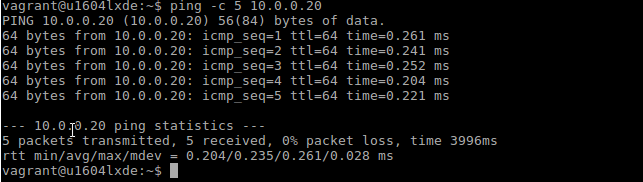 vagrant@u1604lxde:~$ ping -c 5 10.0.0.20
PING 10.0.0.20 (10.0.0.20) 56(84) bytes of data.
64 bytes from 10.0.0.20: icmp_seq=1 ttl=64 time=0.261 ms
64 bytes from 10.0.0.20: icmp_seq=2 ttl=64 time=0.241 ms
64 bytes from 10.0.0.20: icmp_seq=3 ttl=64 time=0.252 ms
64 bytes from 10.0.0.20: icmp_seq=4 ttl=64 time=0.204 ms
64 bytes from 10.0.0.20: icmp_seq=5 ttl=64 time=0.221 ms
--- 10.0.0.20 ping statistics ---
5 packets transmitted, 5 received, 0% packet loss, time 3996ms
rtt min/avg/max/mdev = 0.204/0.235/0.261/0.028 ms
vagrant@u1604lxde:~$